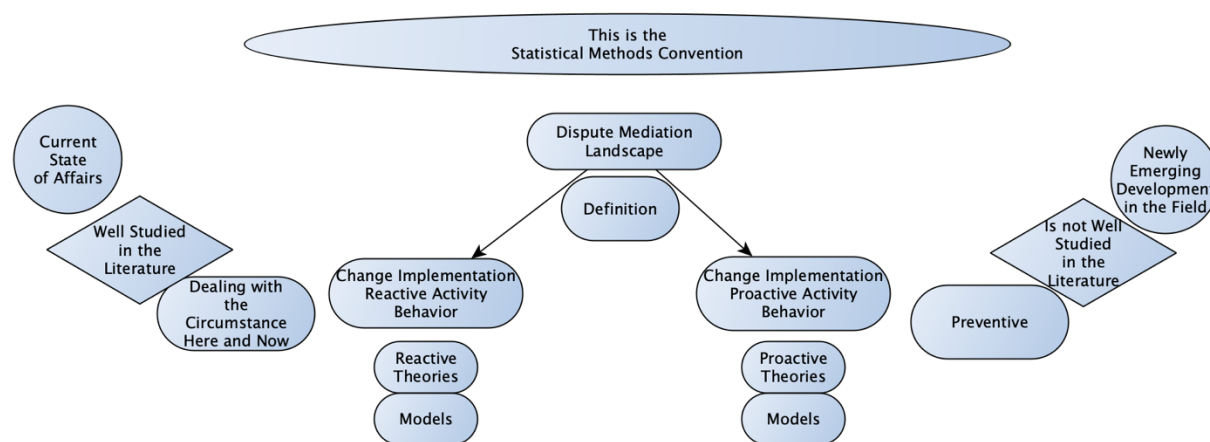 This is the
Statistical Methods Convention
Current
State
of Affairs
Dispute Mediation
Landscape
Newly
Emerging
Development
in the Field
Definition
Well Studied
in the
Literature
Is not Well
Studied
in the
Literature
Dealing with
the
Circumstance
Here and Now
Change Implementation
Reactive Activity
Behavior
Change Implementation
Proactive Activity
Behavior
Preventive
Reactive
Theories
Proactive
Theories
Models
Models